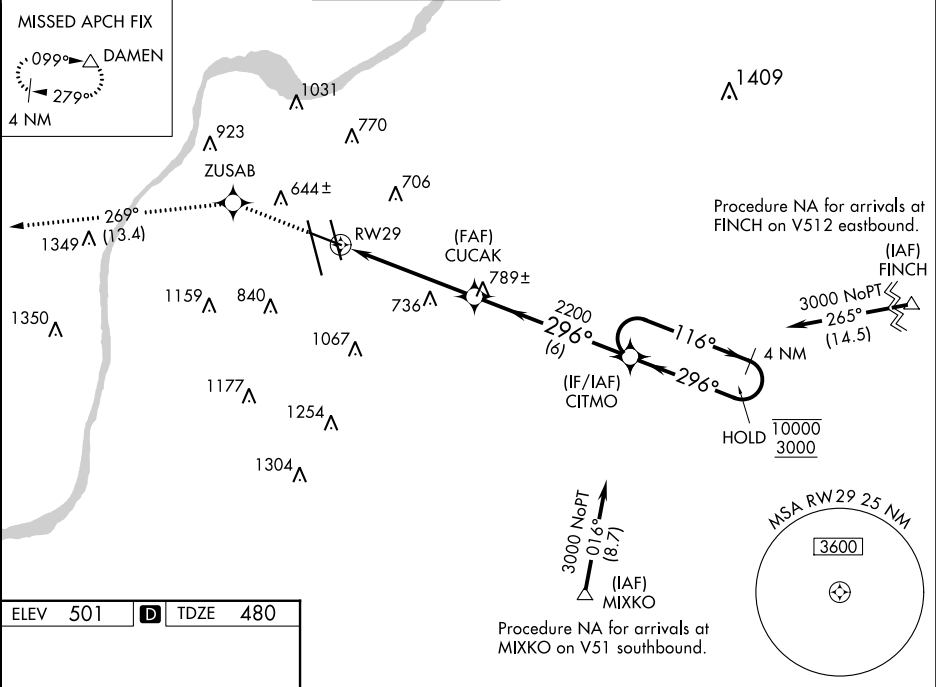 MISSED APCH FIX
099° DAMEN
279°
4 NM
1031
1409
770
923
ZUSAB
644±
706
269°
(13.4)
1349
RW29
Procedure NA for arrivals at
FINCH on V512 eastbound.
(IAF)
FINCH
(FAF)
CUCAK
789±
3000 NoPT
265°
(14.5)
1159
840
736
2200
296°
(6)
1350
1067
116°
4 NM
296°
(IF/IAF)
CITMO
1177
1254
HOLD 10000
3000
1304
3000 NoPT
016°
(8.7)
MSA RW29 25 NM
3600
(IAF)
MIXKO
Procedure NA for arrivals at
MIXKO on V51 southbound.
ELEV 501 D TDZE 480